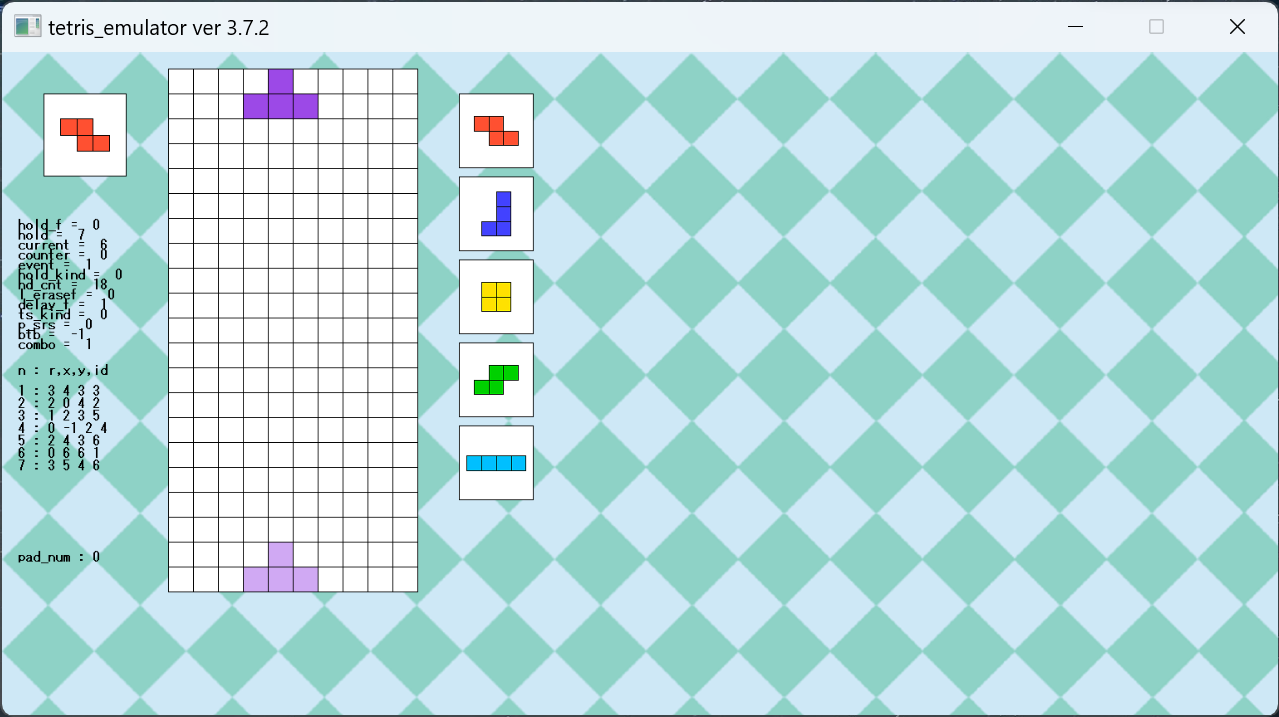 tetris_emulator ver 3.7.2
hold_f = 0
hold = 7
current = 6
counter = 0
event = 1
hold_kind = 0
hd_cnt = 18
l_erasef = 0
delay_f = 1
ts_kind = 0
p_srs = 0
btb = -1
combo = 1
n : r,x,y,id
1 : 3 4 3 3
2 : 2 0 4 2
3 : 1 2 3 5
4 : 0 -1 2 4
5 : 2 4 3 6
6 : 0 6 6 1
7 : 3 5 4 6
pad_num : 0